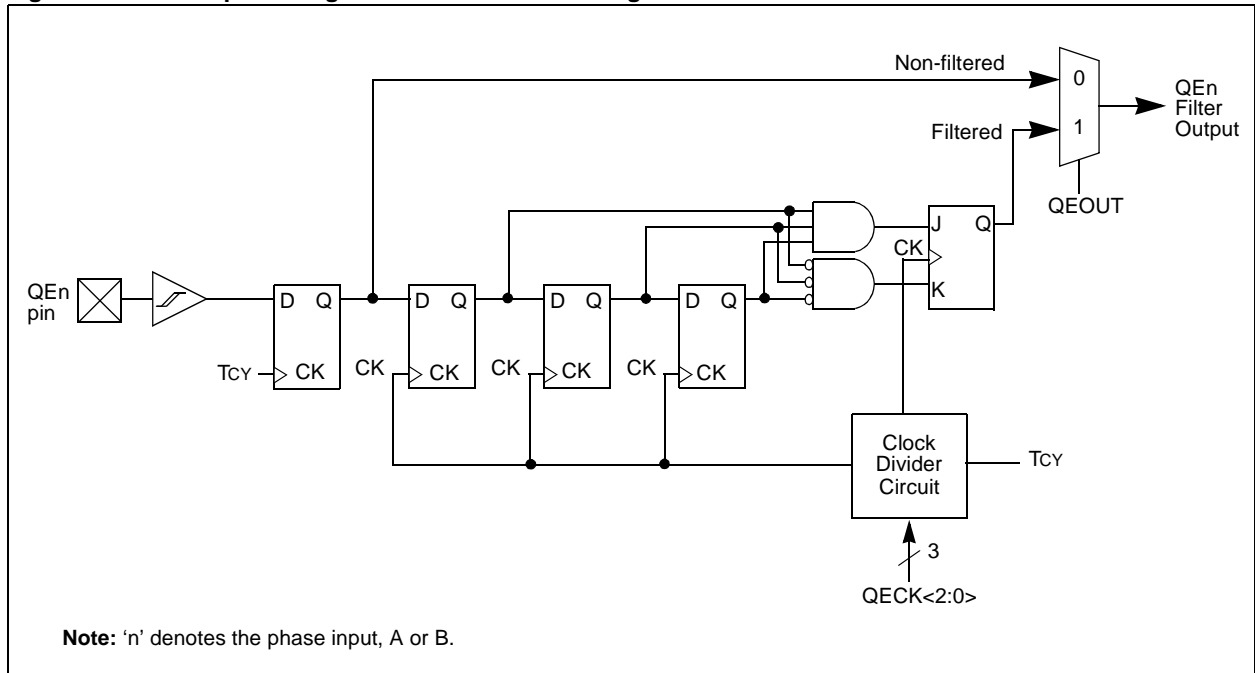 Non-filtered
0
QEn
Filter
Output
Filtered
1
QEOUT
J Q
CK
K
QEn
pin
D Q
D Q
D Q
D Q
TCY
CK
CK
CK
CK
CK
CK
CK
Clock
Divider
Circuit
TCY
3
QECK<2:0>
Note: 'n' denotes the phase input, A or B.